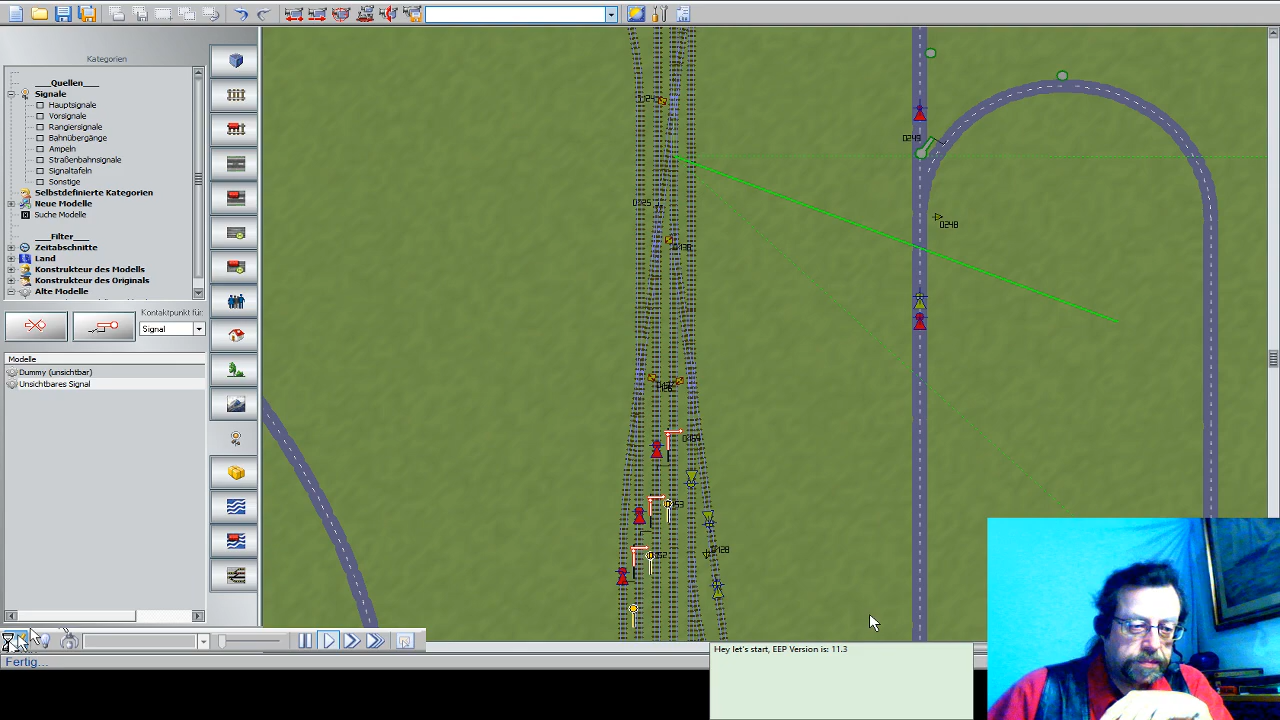 Kategorien
Quellen___
Signale
Hauptsignale
Vorsignale
Rangiersignale
Bahnübergänge
Ampeln
Straßenbahnsignale
Signaltafeln
Sonstige
Selbstdefinierte Kategorien
Neue Modelle
Suche Modelle
___Filter___
Zeitabschnitte
Land
Konstrukteur des Modells
Konstrukteur des Originals
Alte Modelle
Kontaktpunkt für:
Signal
Modelle
Dummy (unsichtbar)
Unsichtbares Signal
0249
0248
Fertig...
Hey let's start, EEP Version is: 11.3